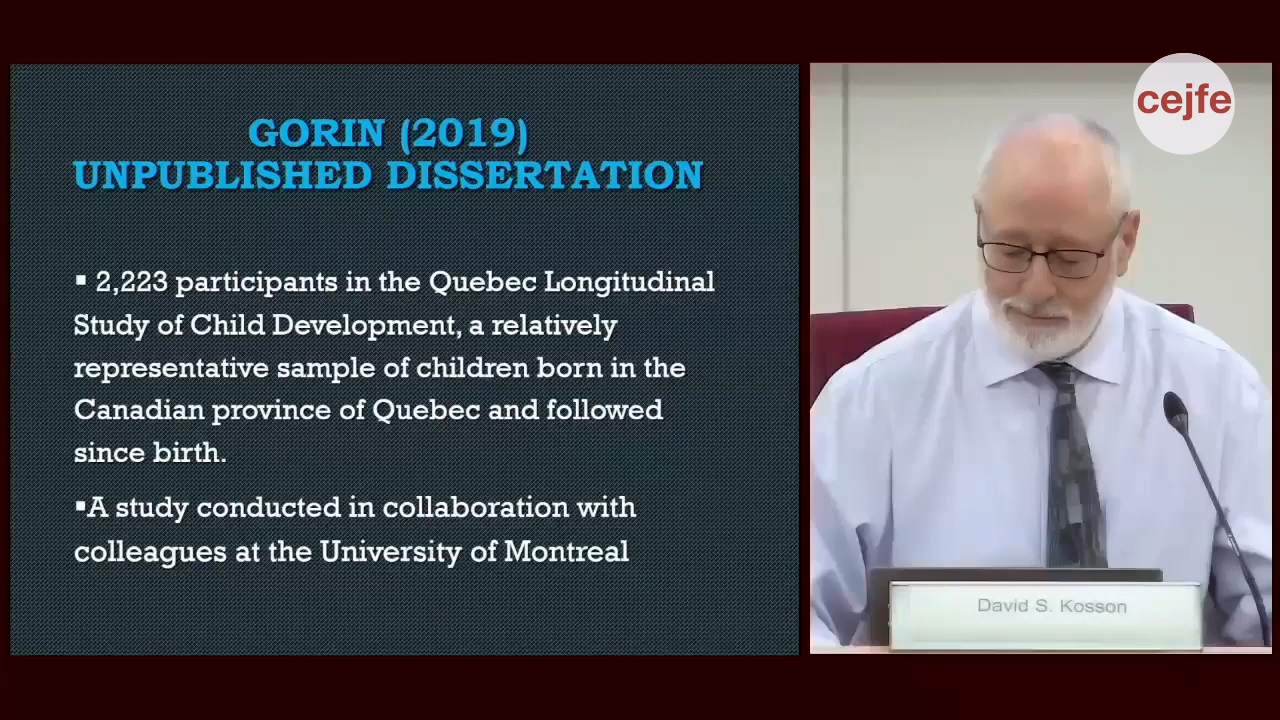 GORIN (2019)
UNPUBLISHED DISSERTATION
▪ 2,223 participants in the Quebec Longitudinal
Study of Child Development, a relatively
representative sample of children born in the
Canadian province of Quebec and followed
since birth.
▪A study conducted in collaboration with
colleagues at the University of Montreal
cejfe
David S. Kosson